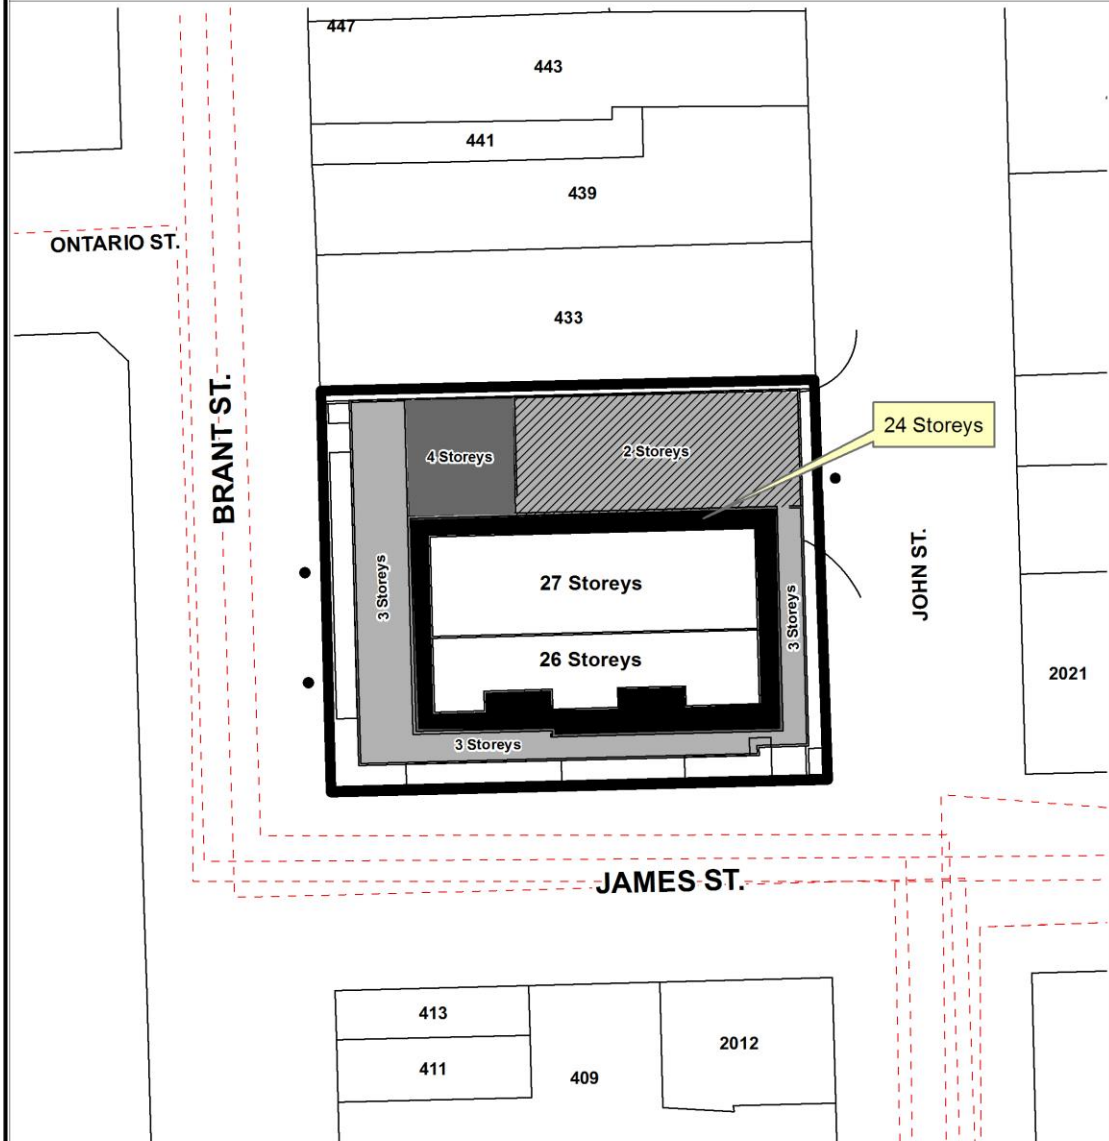 447
443
441
439
ONTARIO ST.
433
BRANT ST.
24 Storeys
4 Storeys
2 Storeys
3 Storeys
27 Storeys
3 Storeys
JOHN ST.
26 Storeys
2021
3 Storeys
JAMES ST.
413
2012
411
409